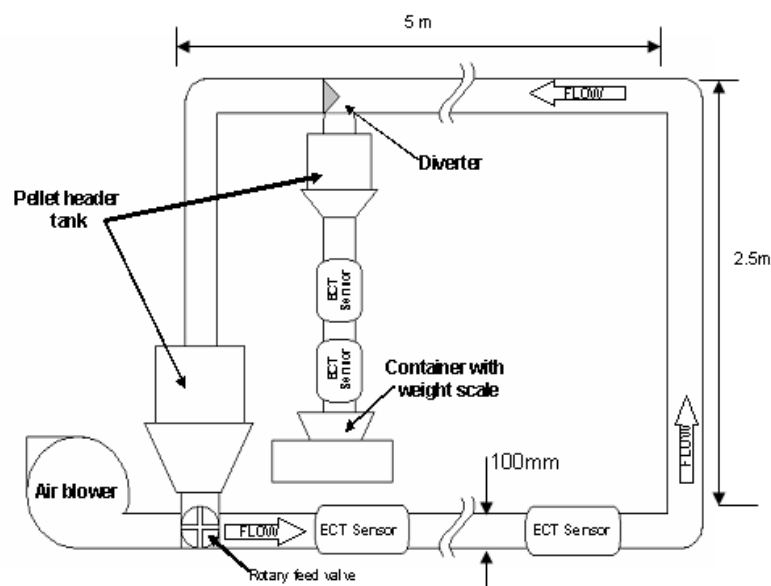 5 m
FLOW
Diverter
Pellet header
tank
2.5m
ECT
Sensor
ECT
Sensor
Container with
weight scale
FLOW
100mm
Air blower
FLOW
ECT Sensor
ECT Sensor
Rotary feed valve